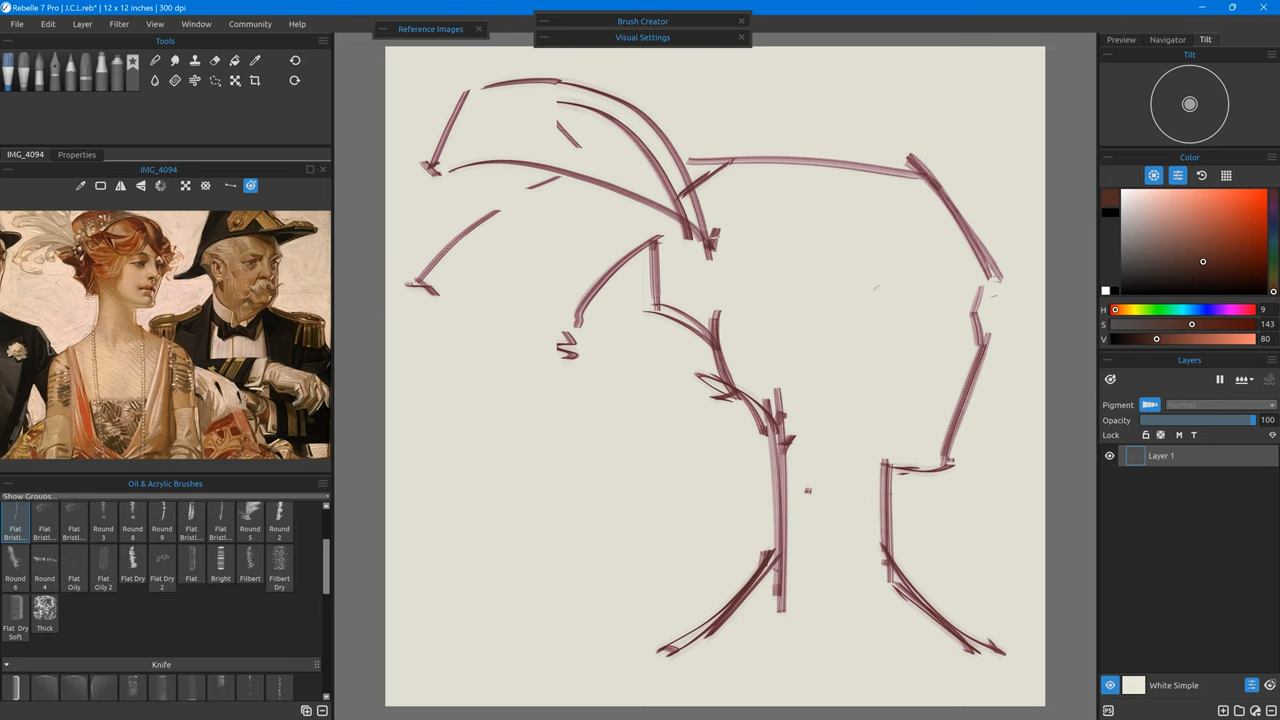 Rebelle 7 Pro | J.C.L.reb* | 12 x 12 inches | 300 dpi
File Edit Layer Filter View Window Community Help
Brush Creator
Reference Images
Visual Settings
Tools
Preview Navigator Tilt
Tilt
IMG_4094 Properties
IMG_4094
Color
H 9
S 143
V 80
Layers
Pigment Normal
Opacity 100
Lock M T
Layer 1
Oil & Acrylic Brushes
Show Groups...
Flat Bristl... Flat Bristl... Flat Bristl... Round 3 Round 8 Round 9 Flat Bristl... Flat Bristl... Round 5 Round 2
Round 6 Round 4 Flat Oily Flat Oily 2 Flat Dry Flat Dry 2 Flat Bright Filbert Filbert Dry
Flat Dry Soft Thick
Knife
White Simple
PS